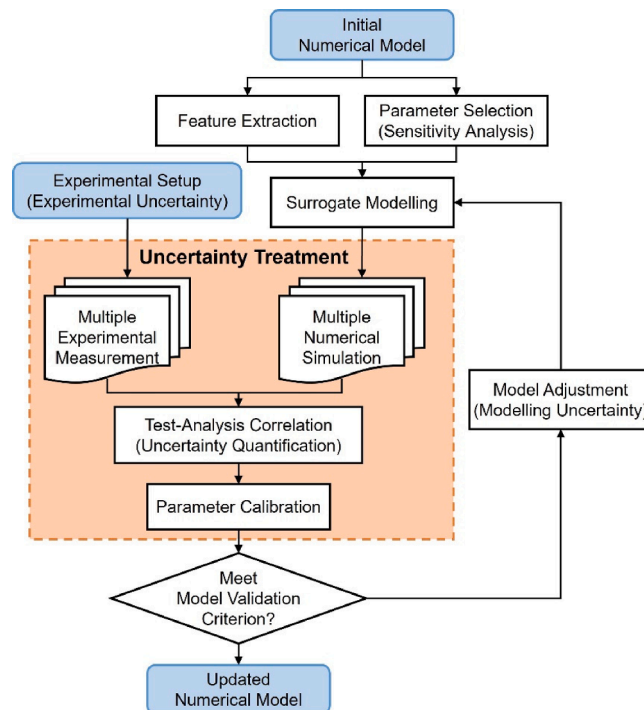 Initial
Numerical Model
Feature Extraction
Parameter Selection
(Sensitivity Analysis)
Experimental Setup
(Experimental Uncertainty)
Surrogate Modelling
Uncertainty Treatment
Multiple
Experimental
Measurement
Multiple
Numerical
Simulation
Model Adjustment
(Modelling Uncertainty)
Test-Analysis Correlation
(Uncertainty Quantification)
Parameter Calibration
Meet
Model Validation
Criterion?
Updated
Numerical Model